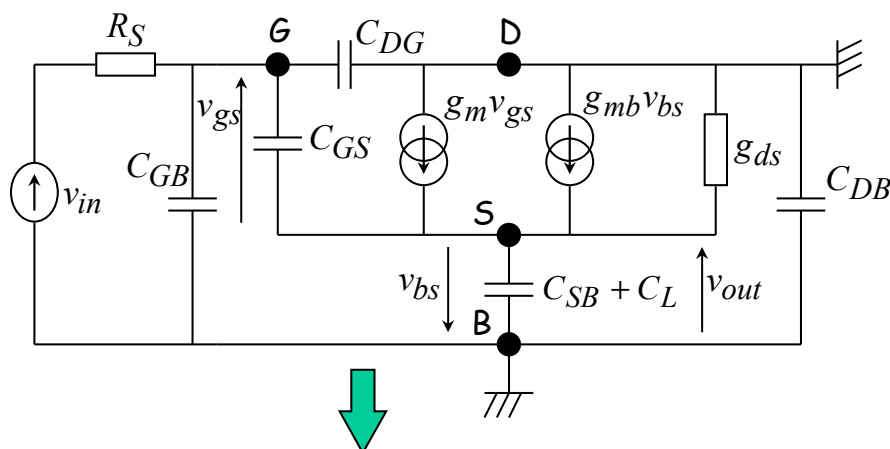 R_S
G
C_DG
D
v_gs
C_GS
g_m v_gs
g_mb v_bs
g_ds
C_GB
C_DB
v_in
S
v_bs
C_SB + C_L
v_out
B